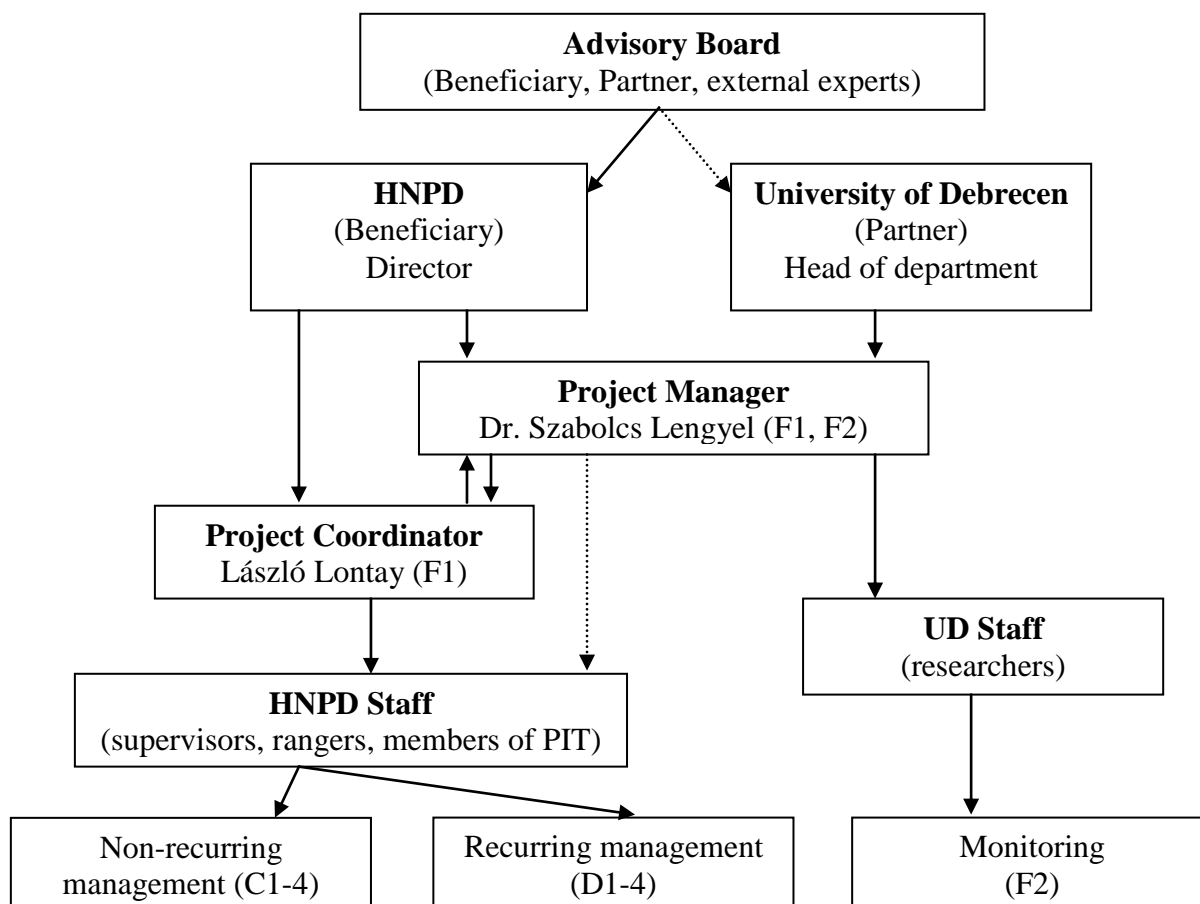 Advisory Board
(Beneficiary, Partner, external experts)
HNPD
(Beneficiary)
Director
University of Debrecen
(Partner)
Head of department
Project Manager
Dr. Szabolcs Lengyel (F1, F2)
Project Coordinator
László Lontay (F1)
UD Staff
(researchers)
HNPD Staff
(supervisors, rangers, members of PIT)
Non-recurring
management (C1-4)
Recurring management
(D1-4)
Monitoring
(F2)